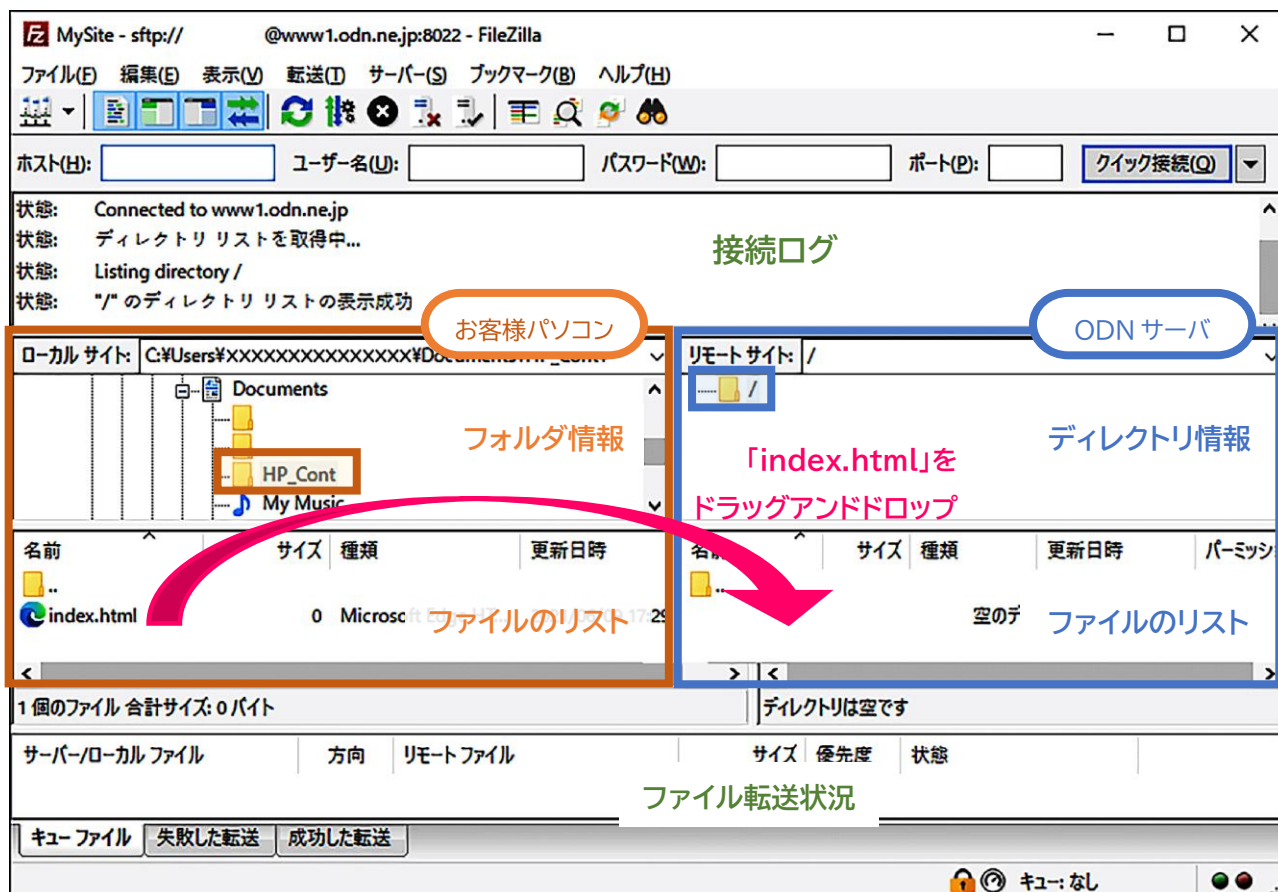 MySite - sftp:// @www1.odn.ne.jp:8022 - FileZilla
ファイル(F) 編集(E) 表示(V) 転送(T) サーバー(S) ブックマーク(B) ヘルプ(H)
ホスト(H): ユーザー名(U): パスワード(W): ポート(P): クイック接続(Q)
状態: Connected to www1.odn.ne.jp
状態: ディレクトリ リストを取得中...
状態: Listing directory /
状態: "/" のディレクトリ リストの表示成功
接続ログ
お客様パソコン
ODN サーバ
ローカル サイト: C:¥Users¥XXXXXXXXXXXXXXX¥Documents¥HP_Cont¥
リモート サイト: /
Documents
/
フォルダ情報
ディレクトリ情報
HP_Cont
My Music
「index.html」を
ドラッグアンドドロップ
名前 サイズ 種類 更新日時
名前 サイズ 種類 更新日時 パーミッシ
..
..
index.html 0 Microsoft Edge HT... 17:29
空のデ
ファイルのリスト
ファイルのリスト
1 個のファイル 合計サイズ: 0 バイト
ディレクトリは空です
サーバー/ローカル ファイル 方向 リモート ファイル サイズ 優先度 状態
ファイル転送状況
キュー ファイル 失敗した転送 成功した転送
キュー: なし